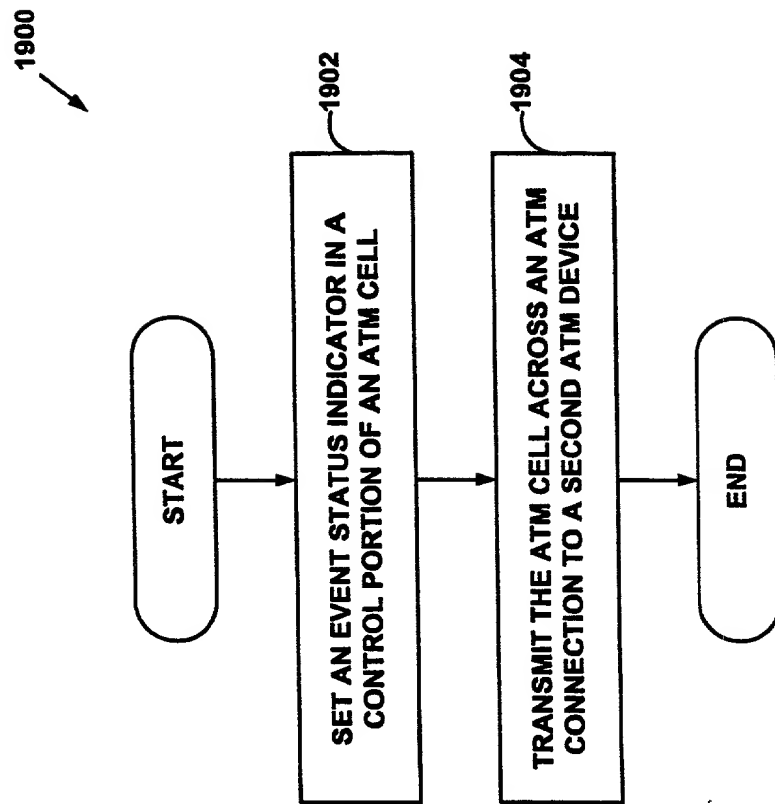 1900
START
1902
SET AN EVENT STATUS INDICATOR IN A
CONTROL PORTION OF AN ATM CELL
1904
TRANSMIT THE ATM CELL ACROSS AN ATM
CONNECTION TO A SECOND ATM DEVICE
END